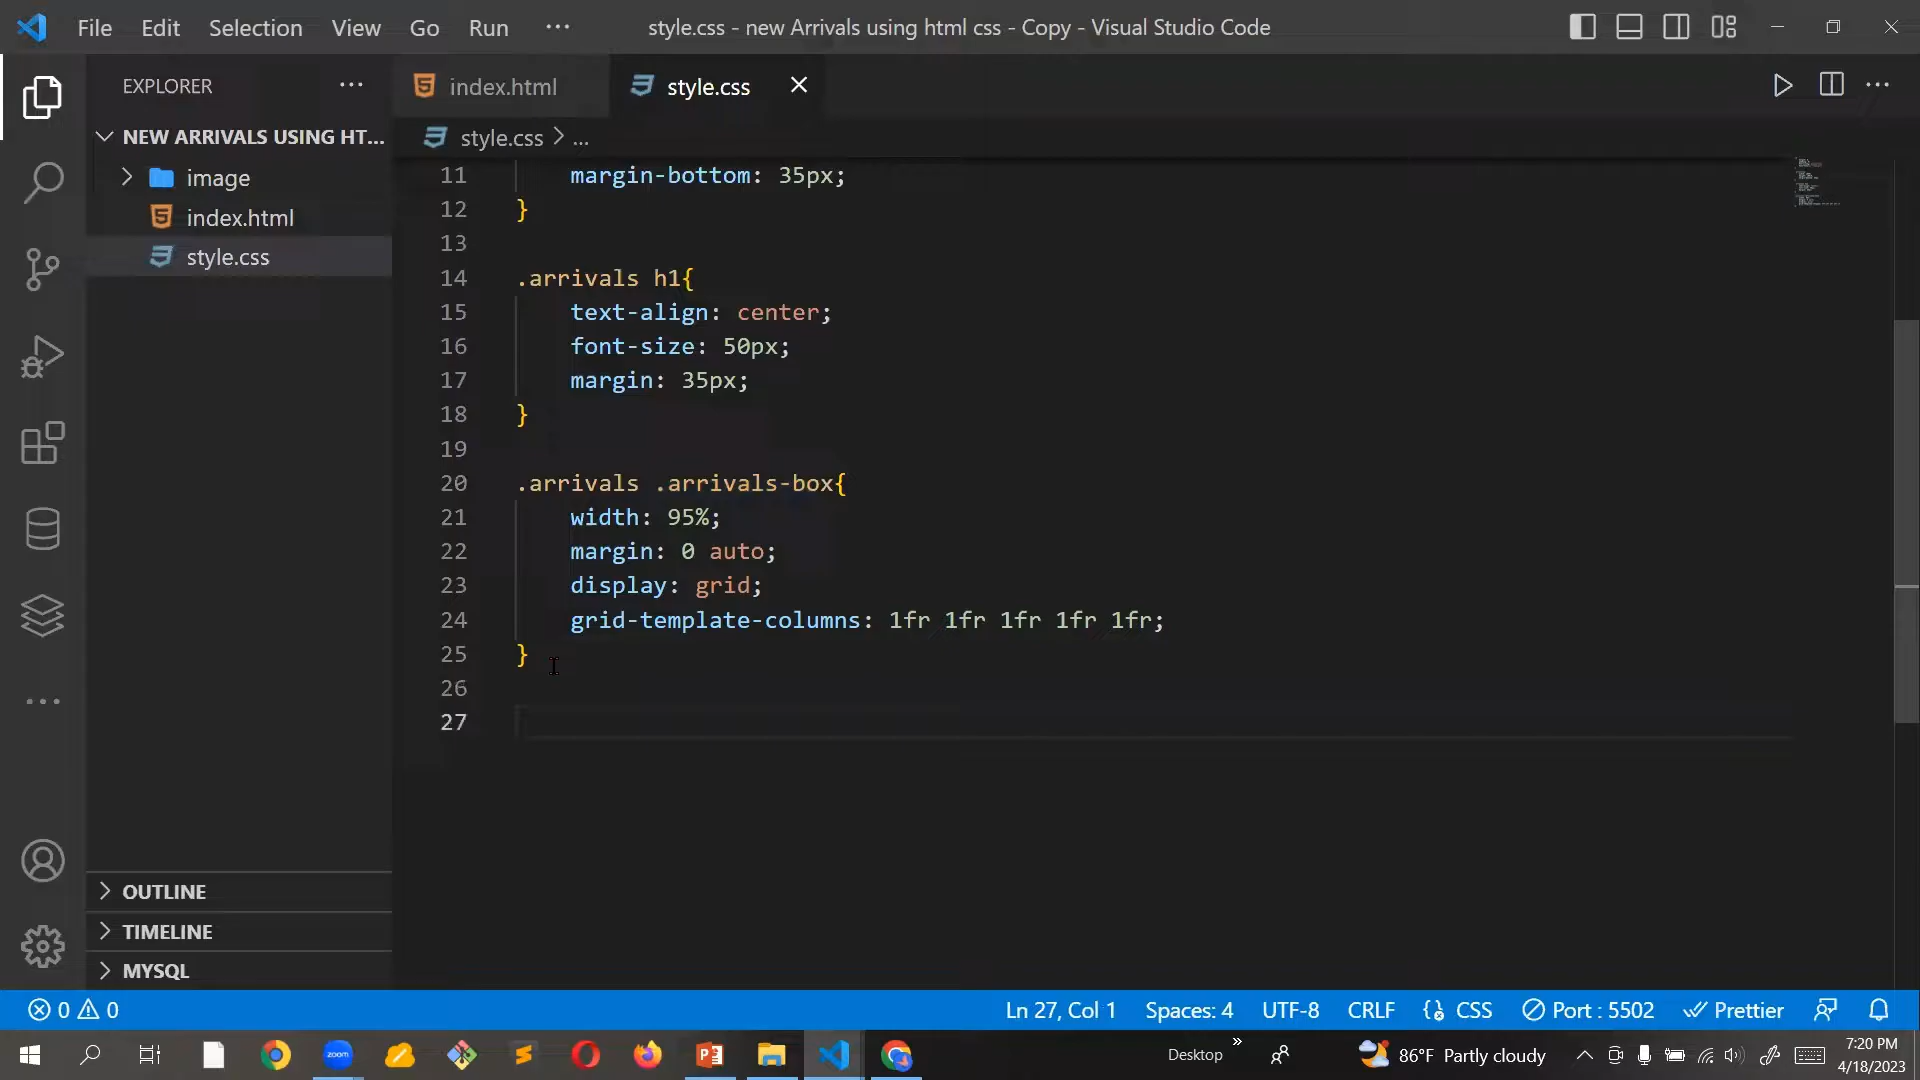 File Edit Selection View Go Run ···
style.css - new Arrivals using html css - Copy - Visual Studio Code
EXPLORER
NEW ARRIVALS USING HT...
image
index.html
style.css
index.html
style.css
style.css > ...
11 margin-bottom: 35px;
12 }
13
14 .arrivals h1{
15 text-align: center;
16 font-size: 50px;
17 margin: 35px;
18 }
19
20 .arrivals .arrivals-box{
21 width: 95%;
22 margin: 0 auto;
23 display: grid;
24 grid-template-columns: 1fr 1fr 1fr 1fr 1fr;
25 }
26
27
OUTLINE
TIMELINE
MYSQL
0 0
Ln 27, Col 1 Spaces: 4 UTF-8 CRLF CSS Port : 5502 Prettier
zoom
Desktop
86°F Partly cloudy
7:20 PM
4/18/2023